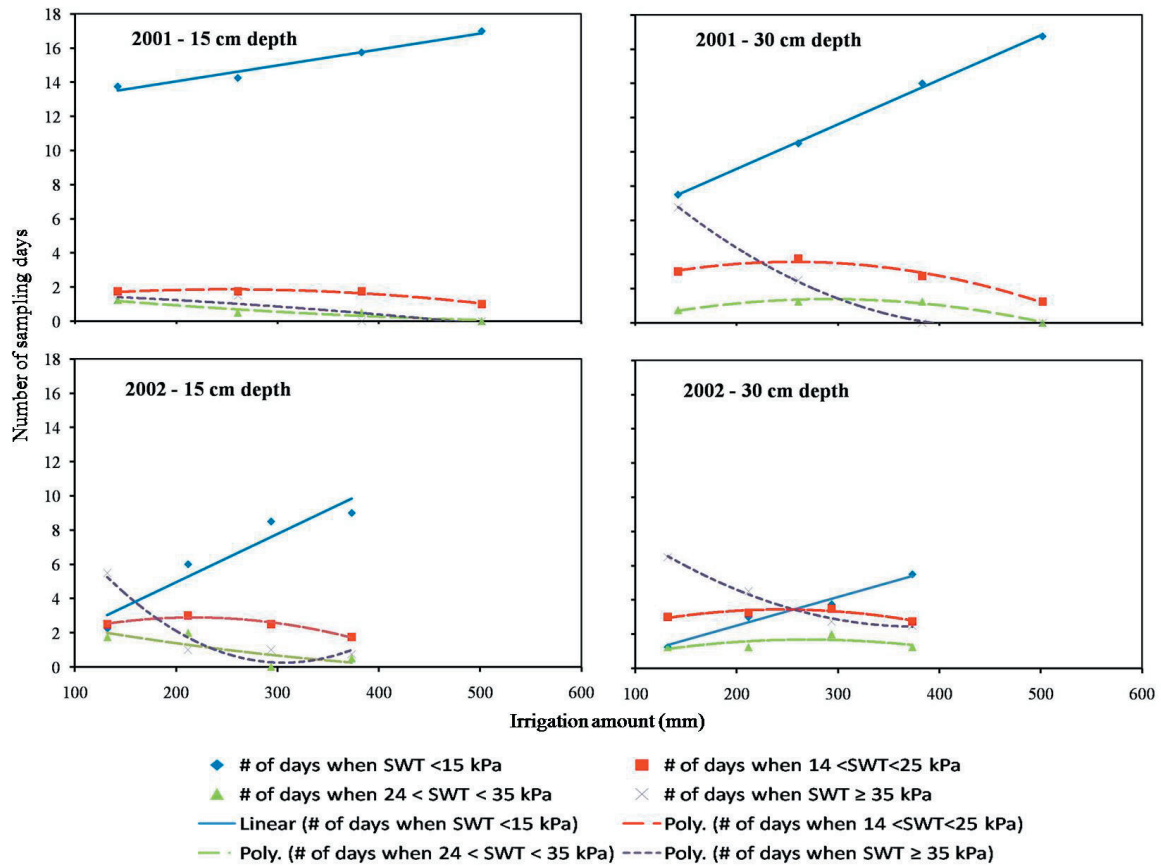 18
16
14
12
10
8
6
4
2
0
2001 - 15 cm depth
2001 - 30 cm depth
Number of sampling days
18
16
14
12
10
8
6
4
2
0
2002 - 15 cm depth
2002 - 30 cm depth
100 200 300 400 500 600
100 200 300 400 500 600
Irrigation amount (mm)
# of days when SWT <15 kPa
# of days when 14 <SWT<25 kPa
# of days when 24 < SWT < 35 kPa
# of days when SWT ≥ 35 kPa
Linear (# of days when SWT <15 kPa)
Poly. (# of days when 14 <SWT<25 kPa)
Poly. (# of days when 24 < SWT < 35 kPa)
Poly. (# of days when SWT ≥ 35 kPa)